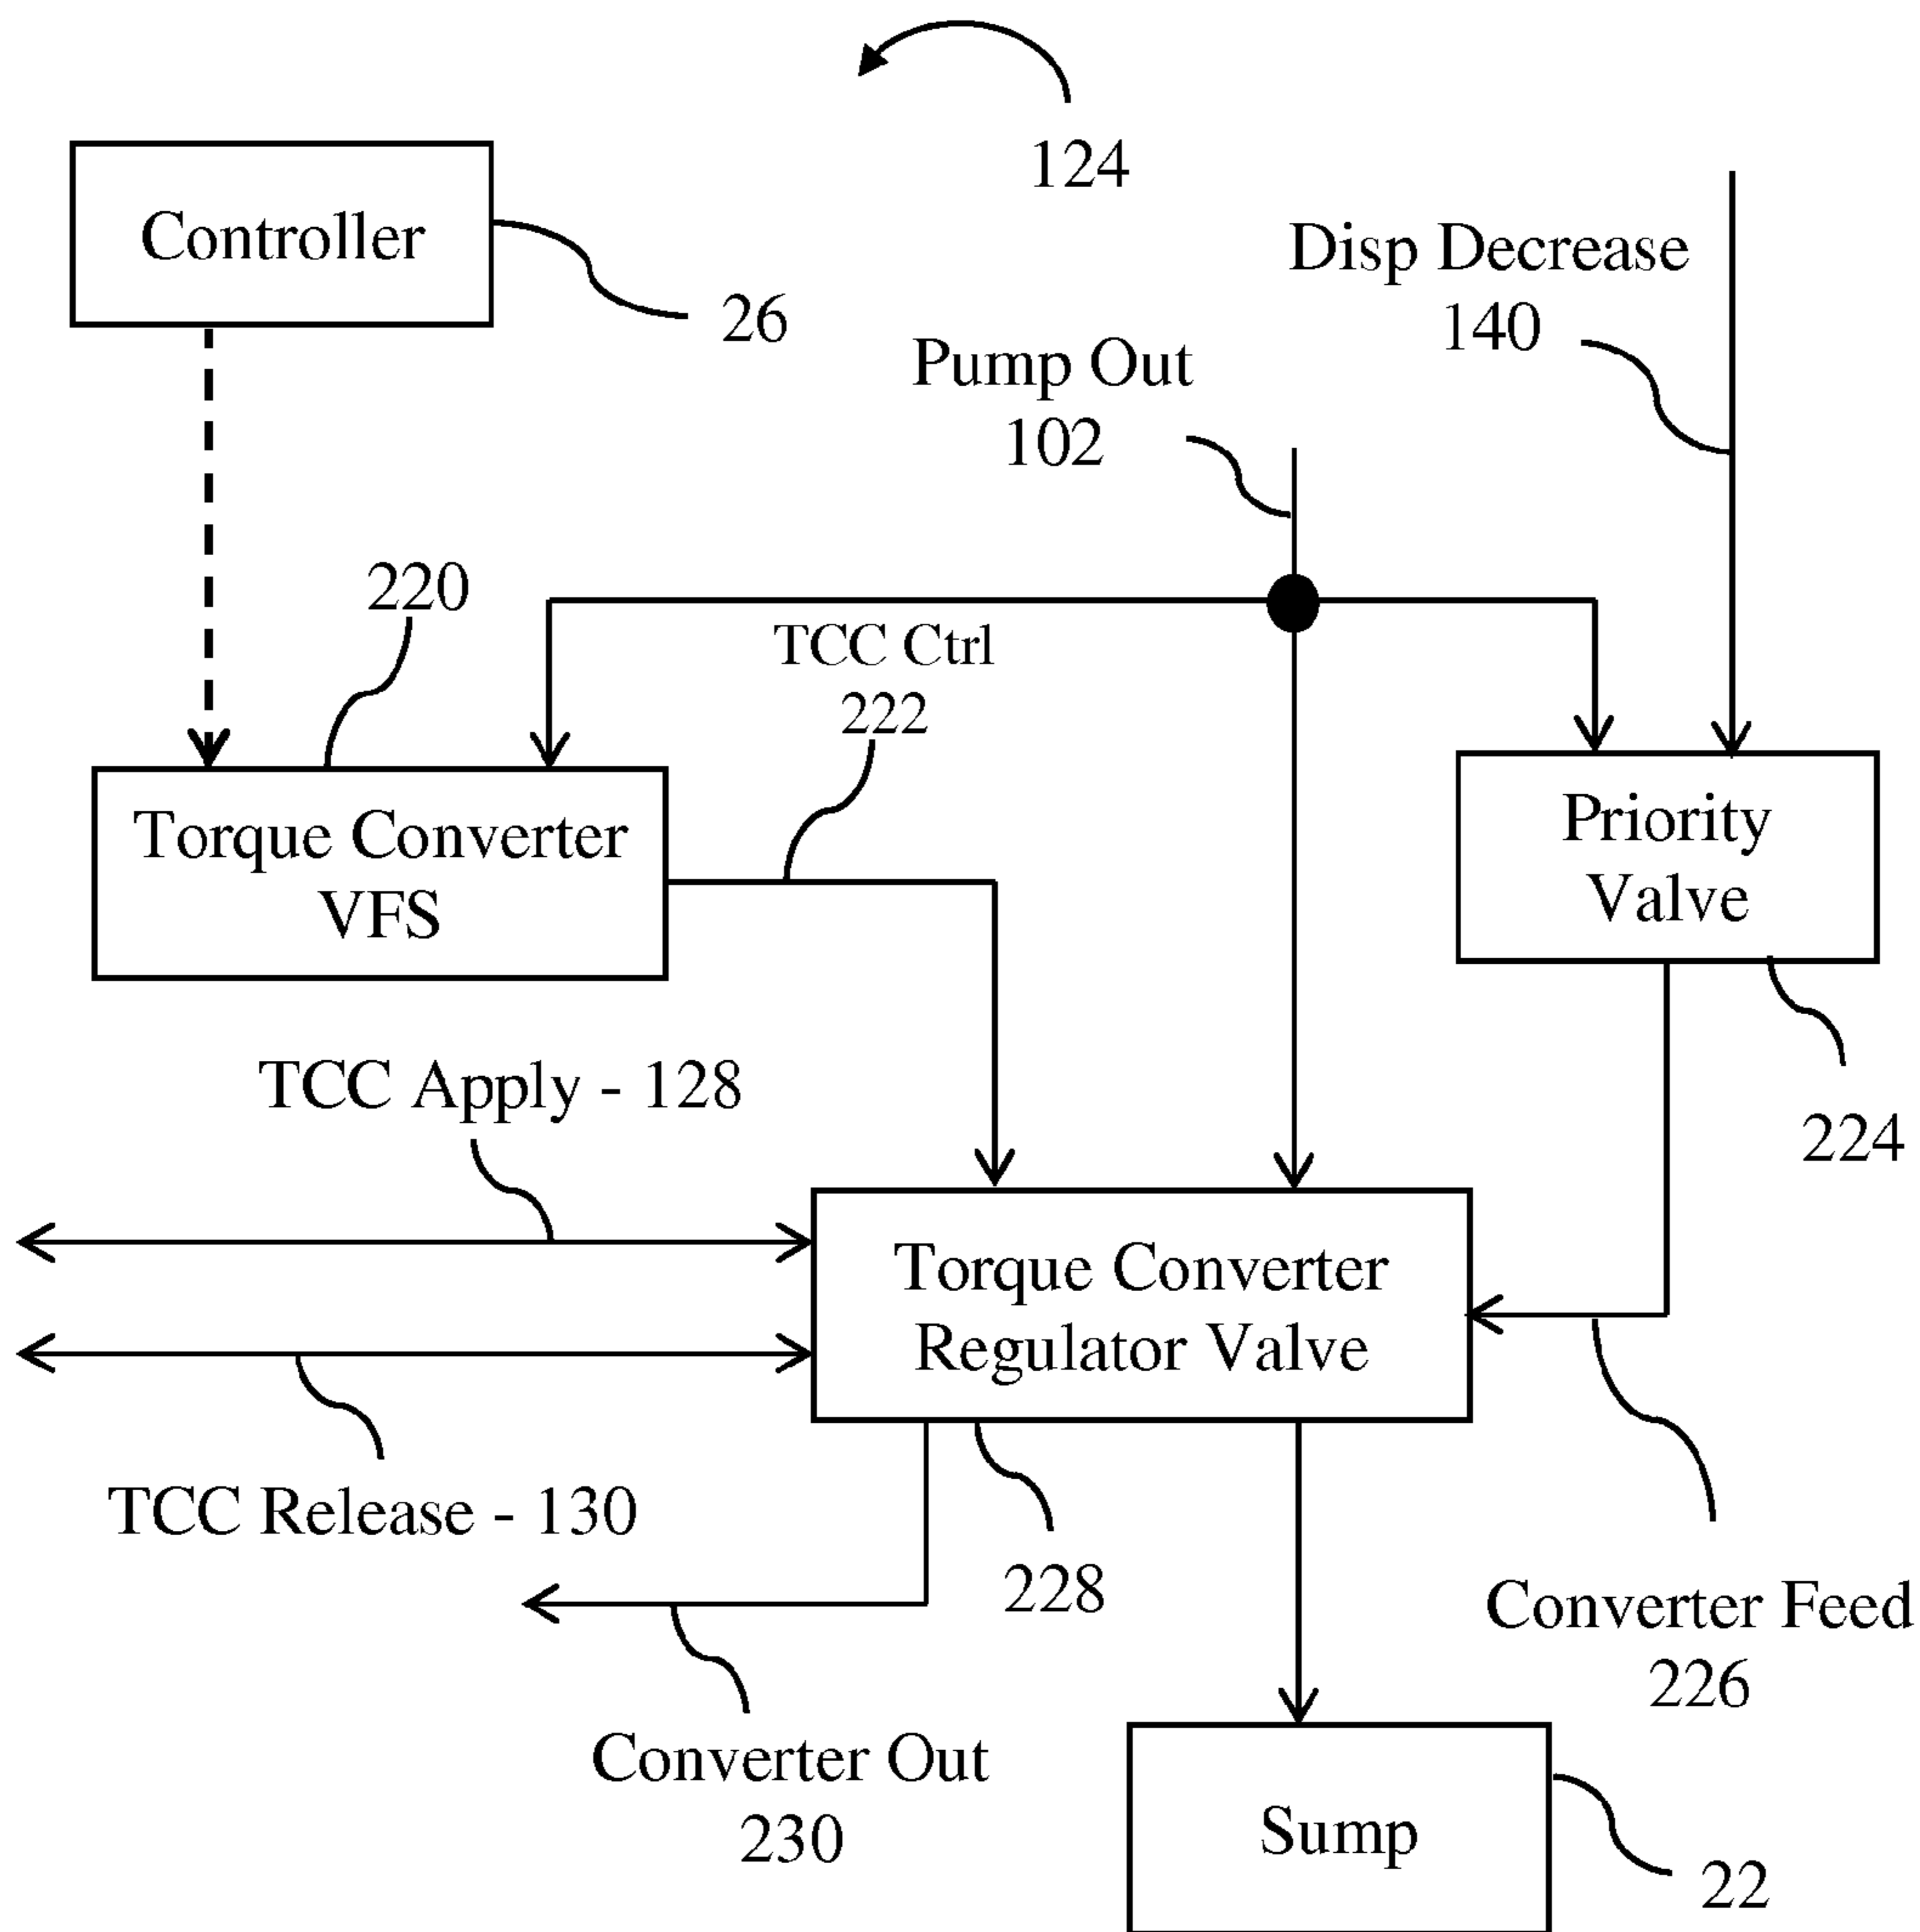 124
Controller
26
Disp Decrease
140
Pump Out
102
220
TCC Ctrl
222
Torque Converter
VFS
Priority
Valve
224
TCC Apply - 128
Torque Converter
Regulator Valve
TCC Release - 130
228
Converter Feed
226
Converter Out
230
Sump
22